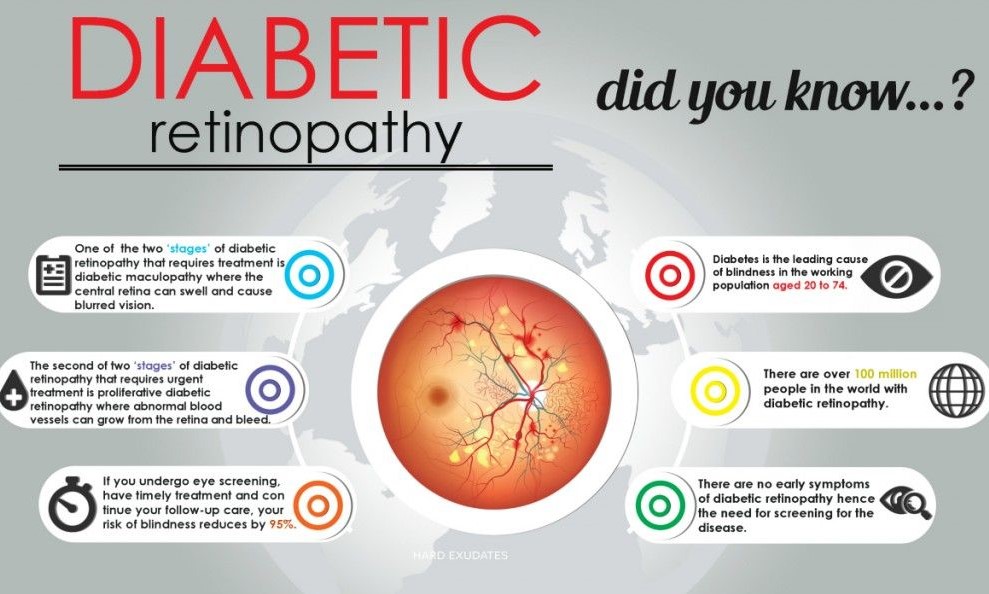 DIABETIC
retinopathy
did you know...?
One of the two ‘stages’ of diabetic
retinopathy that requires treatment is
diabetic maculopathy where the
central retina can swell and cause
blurred vision.
The second of two ‘stages’ of diabetic
retinopathy that requires urgent
treatment is proliferative diabetic
retinopathy where abnormal blood
vessels can grow from the retina and bleed.
If you undergo eye screening,
have timely treatment and con
tinue your follow-up care, your
risk of blindness reduces by 95%.
Diabetes is the leading cause
of blindness in the working
population aged 20 to 74.
There are over 100 million
people in the world with
diabetic retinopathy.
There are no early symptoms
of diabetic retinopathy hence
the need for screening for the
disease.
HARD EXUDATES